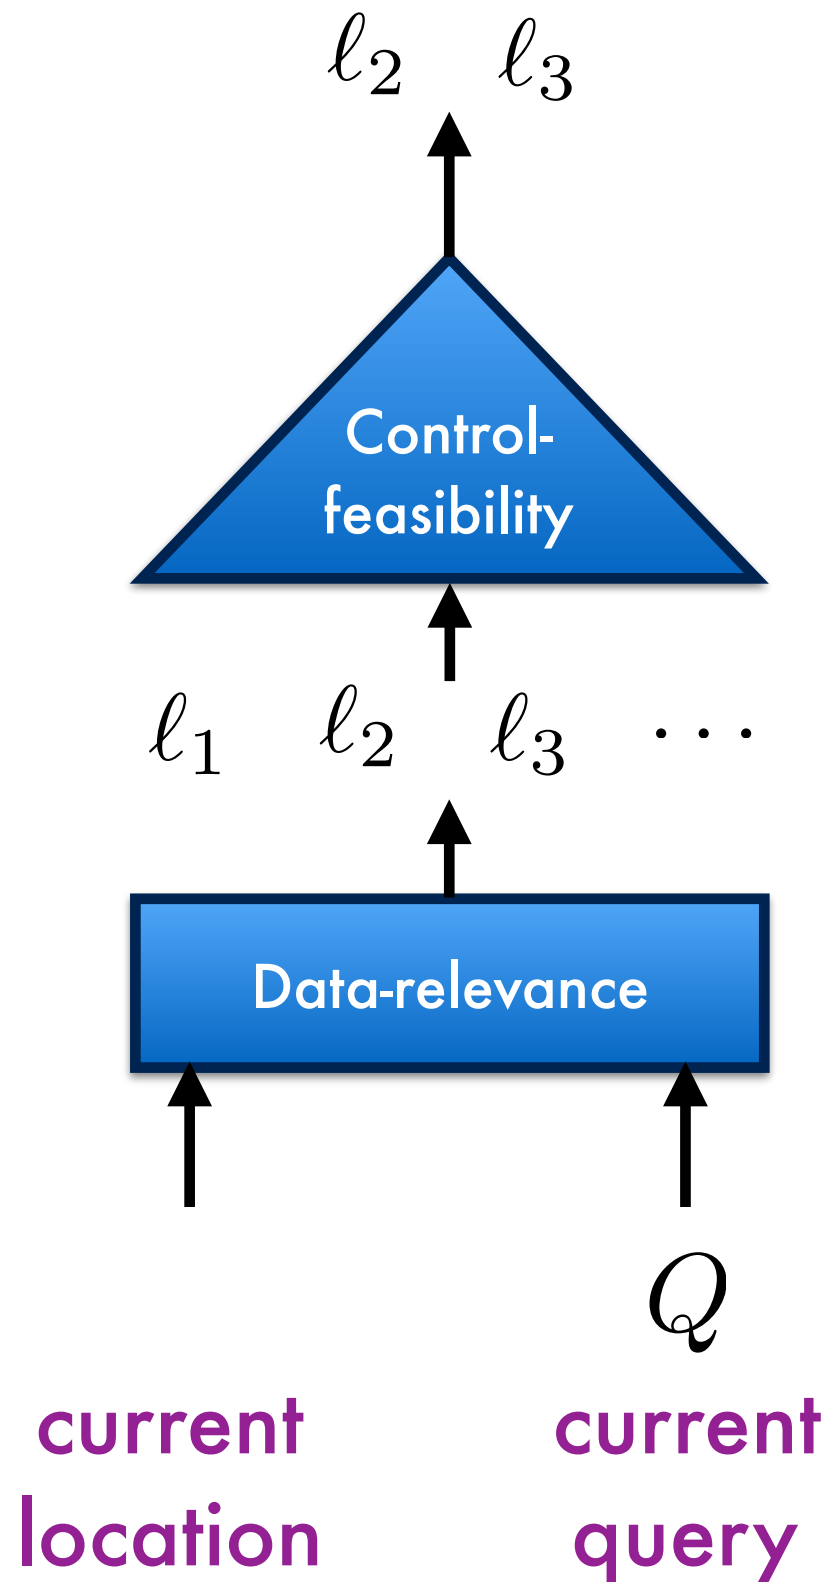 ℓ₂ ℓ₃
Control-
feasibility
ℓ₁ ℓ₂ ℓ₃ ···
Data-relevance
Q
current current
location query